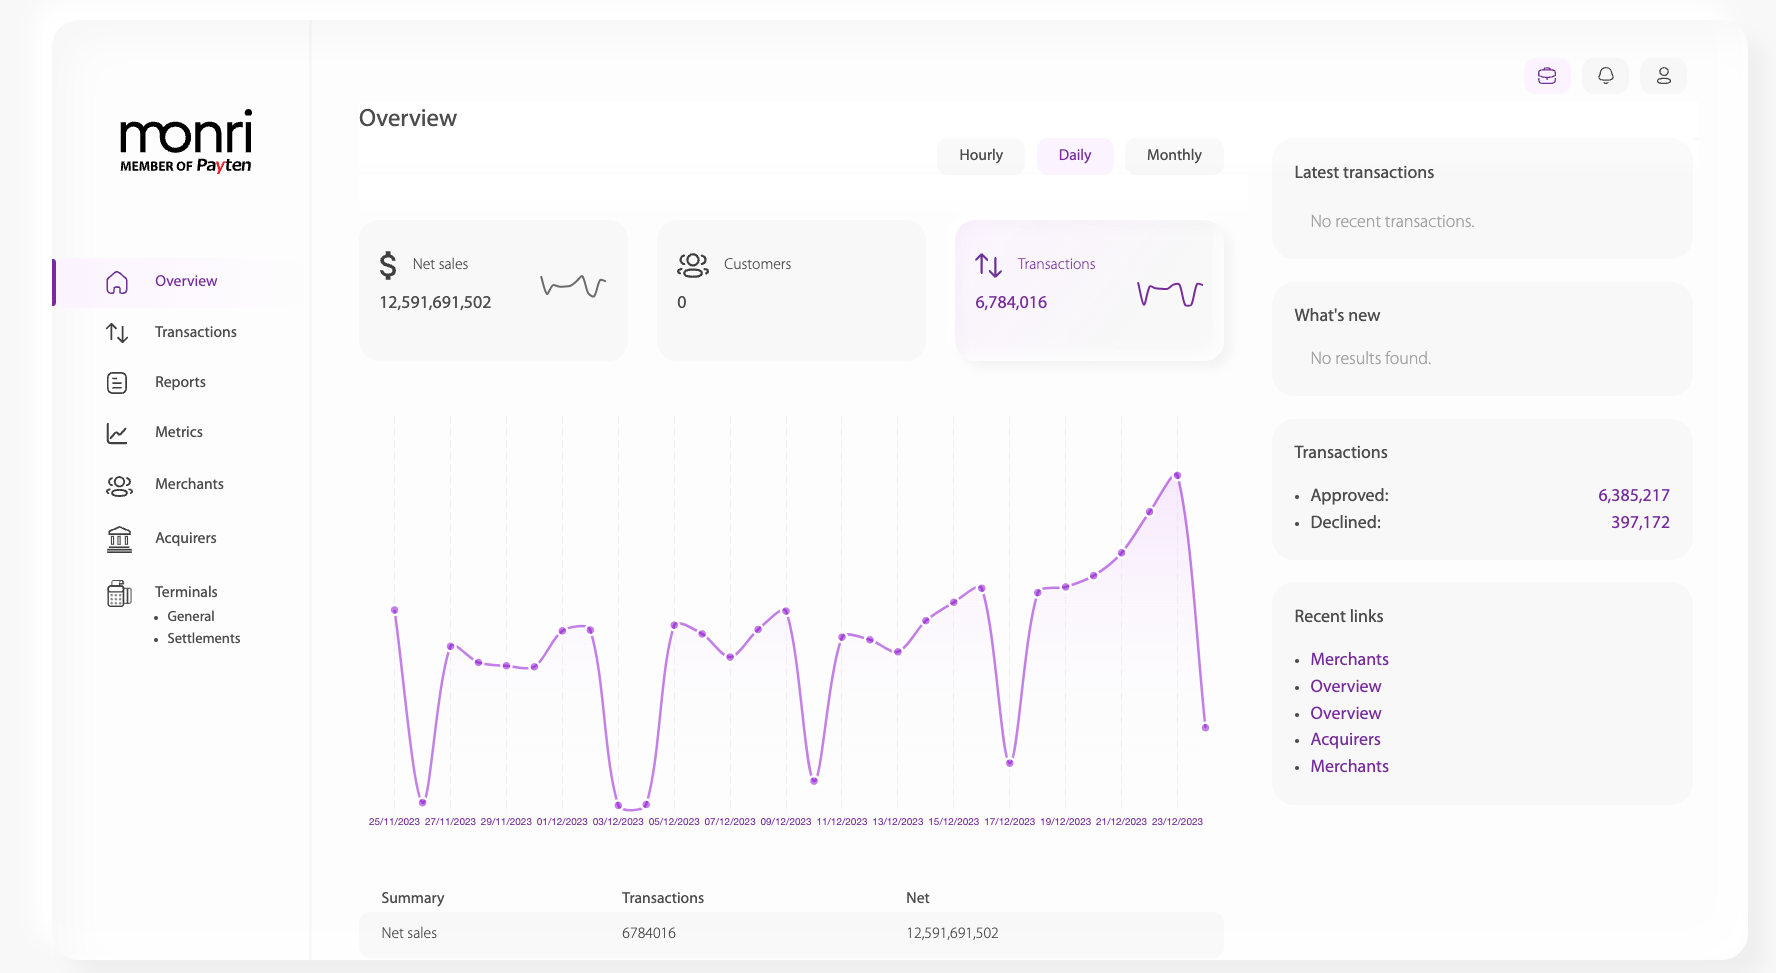 monri
MEMBER OF Payten
Overview
Transactions
Reports
Metrics
Merchants
Acquirers
Terminals
General
Settlements
Overview
Hourly
Daily
Monthly
Net sales
12,591,691,502
Customers
0
Transactions
6,784,016
25/11/2023 27/11/2023 29/11/2023 01/12/2023 03/12/2023 05/12/2023 07/12/2023 09/12/2023 11/12/2023 13/12/2023 15/12/2023 17/12/2023 19/12/2023 21/12/2023 23/12/2023
Summary Transactions Net
Net sales 6784016 12,591,691,502
Latest transactions
No recent transactions.
What's new
No results found.
Transactions
Approved: 6,385,217
Declined: 397,172
Recent links
Merchants
Overview
Overview
Acquirers
Merchants